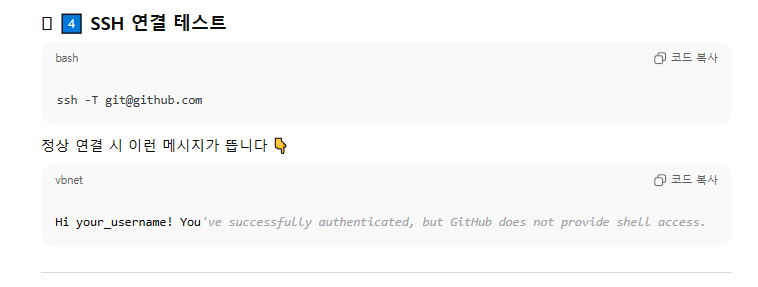 4 SSH 연결 테스트
bash
코드 복사
ssh -T git@github.com
정상 연결 시 이런 메시지가 뜹니다 👇
vbnet
코드 복사
Hi your_username! You've successfully authenticated, but GitHub does not provide shell access.